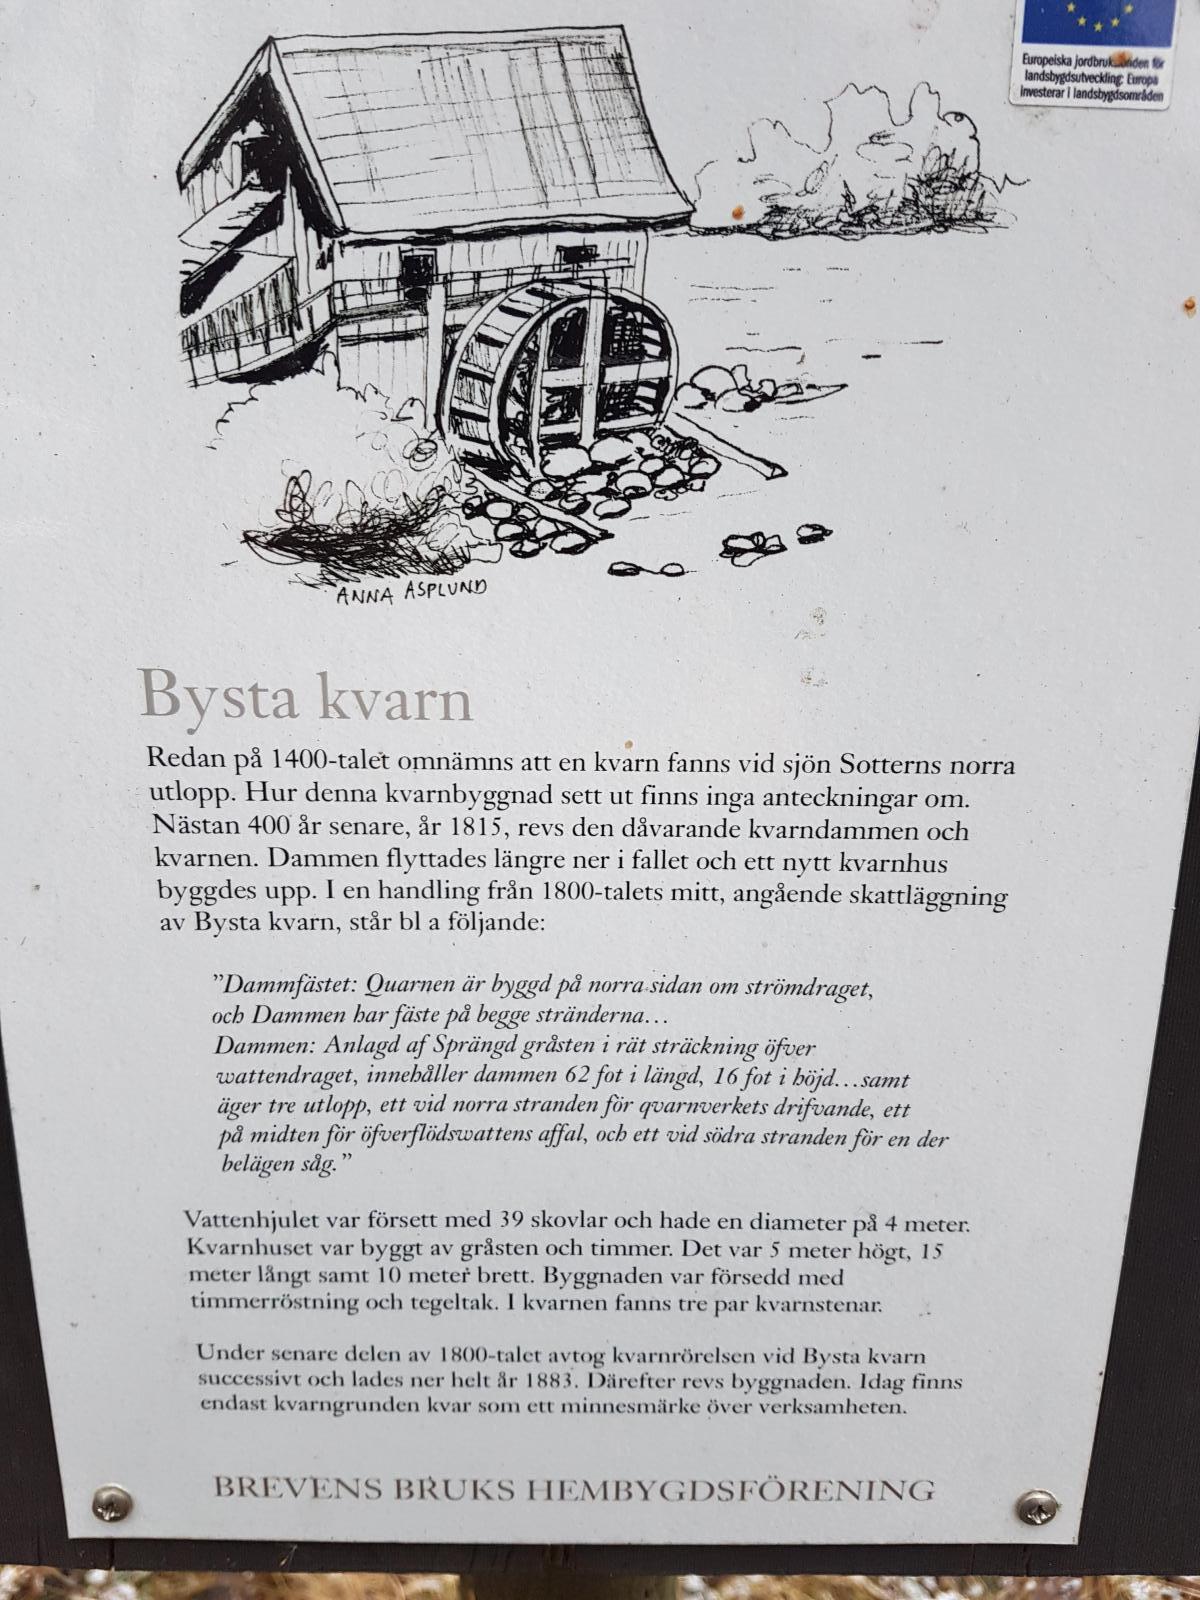 Europeiska jordbruksfonden för
landsbygdsutveckling: Europa
investerar i landsbygdsområden
ANNA ASPLUND
Bysta kvarn
Redan på 1400-talet omnämns att en kvarn fanns vid sjön Sotterns norra
utlopp. Hur denna kvarnbyggnad sett ut finns inga anteckningar om.
Nästan 400 år senare, år 1815, revs den dåvarande kvarndammen och
kvarnen. Dammen flyttades längre ner i fallet och ett nytt kvarnhus
byggdes upp. I en handling från 1800-talets mitt, angående skattläggning
av Bysta kvarn, står bl a följande:
”Dammfästet: Quarnen är byggd på norra sidan om strömdraget,
och Dammen har fäste på begge stränderna…
Dammen: Anlagd af Sprängd gråsten i rät sträckning öfver
wattendraget, innehåller dammen 62 fot i längd, 16 fot i höjd…samt
äger tre utlopp, ett vid norra stranden för qvarnverkets drifvande, ett
på midten för öfverflödswattens affal, och ett vid södra stranden för en der
belägen såg.”
Vattenhjulet var försett med 39 skovlar och hade en diameter på 4 meter.
Kvarnhuset var byggt av gråsten och timmer. Det var 5 meter högt, 15
meter långt samt 10 meter brett. Byggnaden var försedd med
timmerröstning och tegeltak. I kvarnen fanns tre par kvarnstenar.
Under senare delen av 1800-talet avtog kvarnrörelsen vid Bysta kvarn
successivt och lades ner helt år 1883. Därefter revs byggnaden. Idag finns
endast kvarngrunden kvar som ett minnesmärke över verksamheten.
BREVENS BRUKS HEMBYGDSFÖRENING